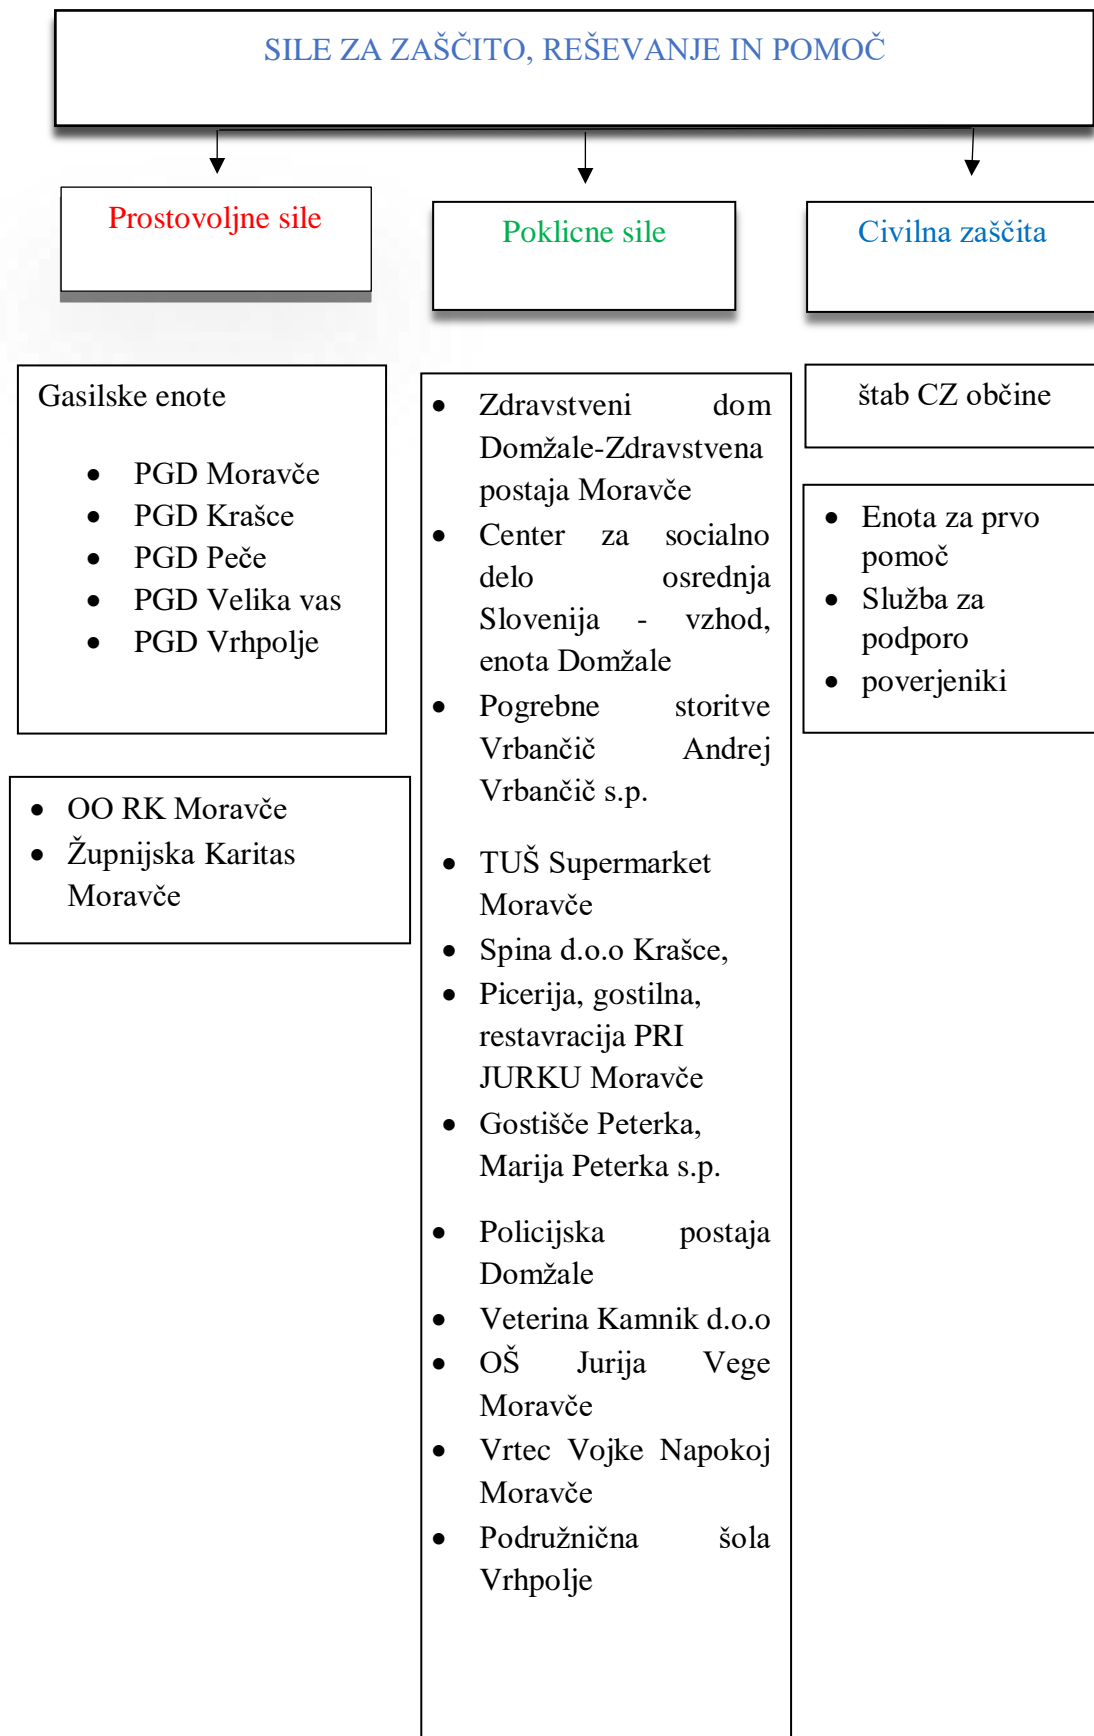 SILE ZA ZAŠČITO, REŠEVANJE IN POMOČ
Prostovoljne sile
Poklicne sile
Civilna zaščita
Gasilske enote
• PGD Moravče
• PGD Krašce
• PGD Peče
• PGD Velika vas
• PGD Vrhpolje
• OO RK Moravče
• Župnijska Karitas
Moravče
• Zdravstveni dom
Domžale-Zdravstvena
postaja Moravče
• Center za socialno
delo osrednja
Slovenija - vzhod,
enota Domžale
• Pogrebne storitve
Vrbančič Andrej
Vrbančič s.p.
• TUŠ Supermarket
Moravče
• Spina d.o.o Krašce,
• Picerija, gostilna,
restavracija PRI
JURKU Moravče
• Gostišče Peterka,
Marija Peterka s.p.
• Policijska postaja
Domžale
• Veterina Kamnik d.o.o
• OŠ Jurija Vege
Moravče
• Vrtec Vojke Napokoj
Moravče
• Podružnična šola
Vrhpolje
štab CZ občine
• Enota za prvo
pomoč
• Služba za
podporo
• poverjeniki